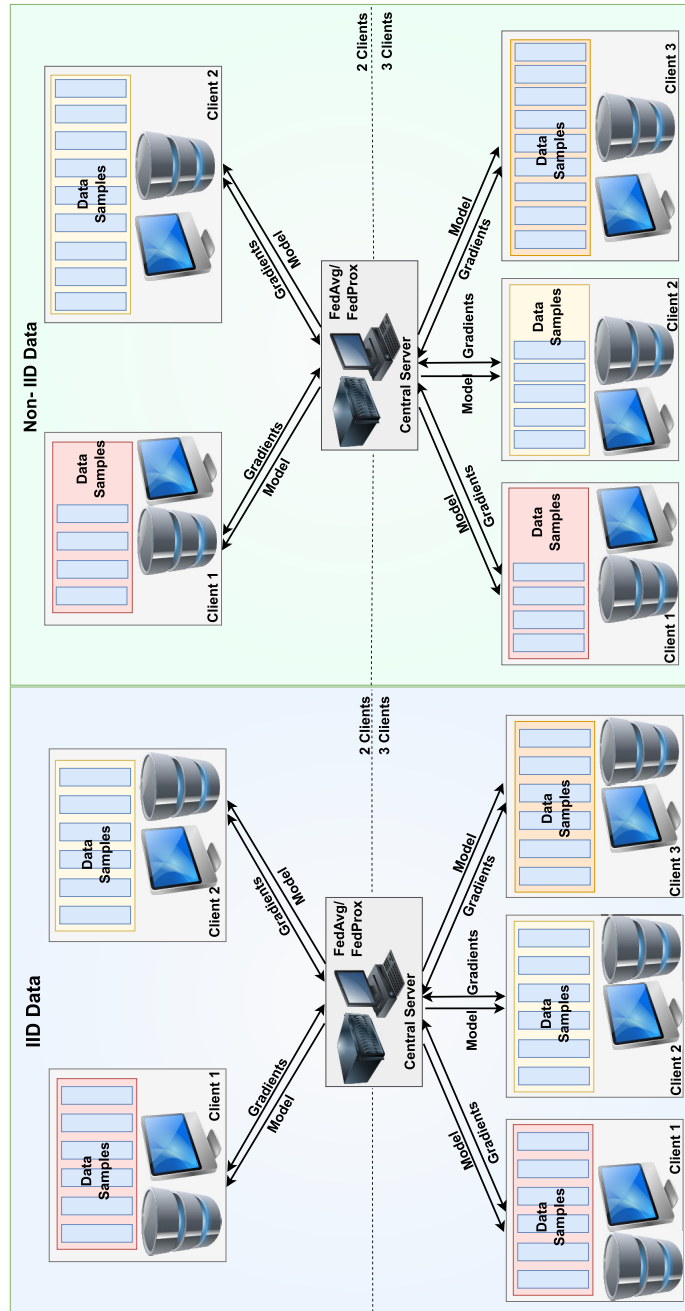 IID Data
Data
Samples
Client 1
Data
Samples
Client 2
Gradients
Model
Gradients
Model
FedAvg/
FedProx
Central Server
2 Clients
3 Clients
Model
Gradients
Model
Gradients
Model
Gradients
Data
Samples
Client 1
Data
Samples
Client 2
Data
Samples
Client 3
Non- IID Data
Data
Samples
Client 1
Data
Samples
Client 2
Gradients
Model
Gradients
Model
FedAvg/
FedProx
Central Server
2 Clients
3 Clients
Model
Gradients
Model
Gradients
Model
Gradients
Data
Samples
Client 1
Data
Samples
Client 2
Data
Samples
Client 3